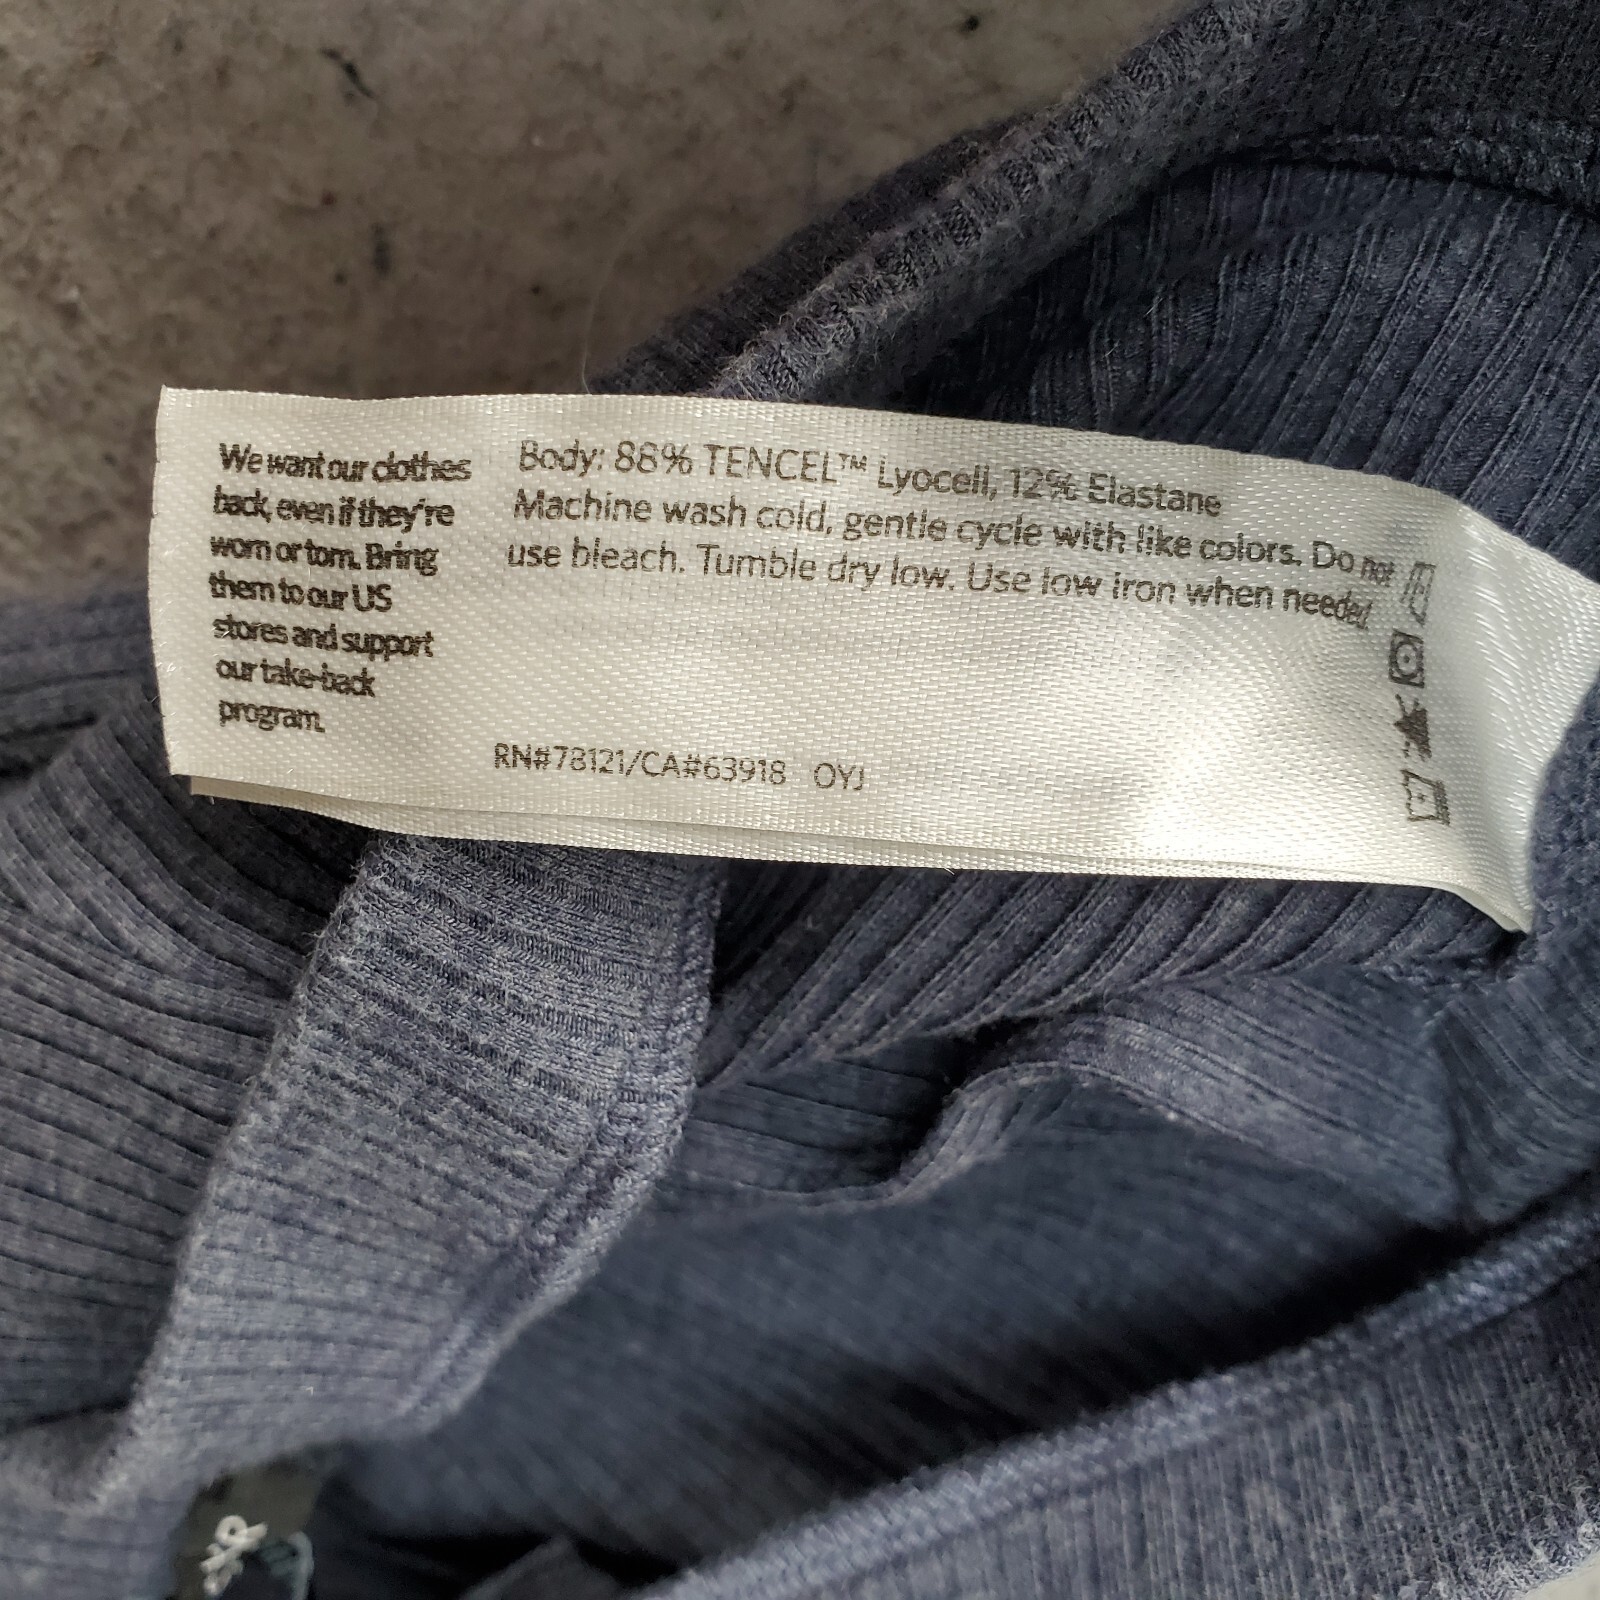 We want our clothes
back, even if they're
worn or torn. Bring
them to our US
stores and support
our take-back
program.
Body: 88% TENCEL™ Lyocell, 12% Elastane
Machine wash cold, gentle cycle with like colors. Do not
use bleach. Tumble dry low. Use low iron when needed.
RN#78121/CA#63918 OYJ